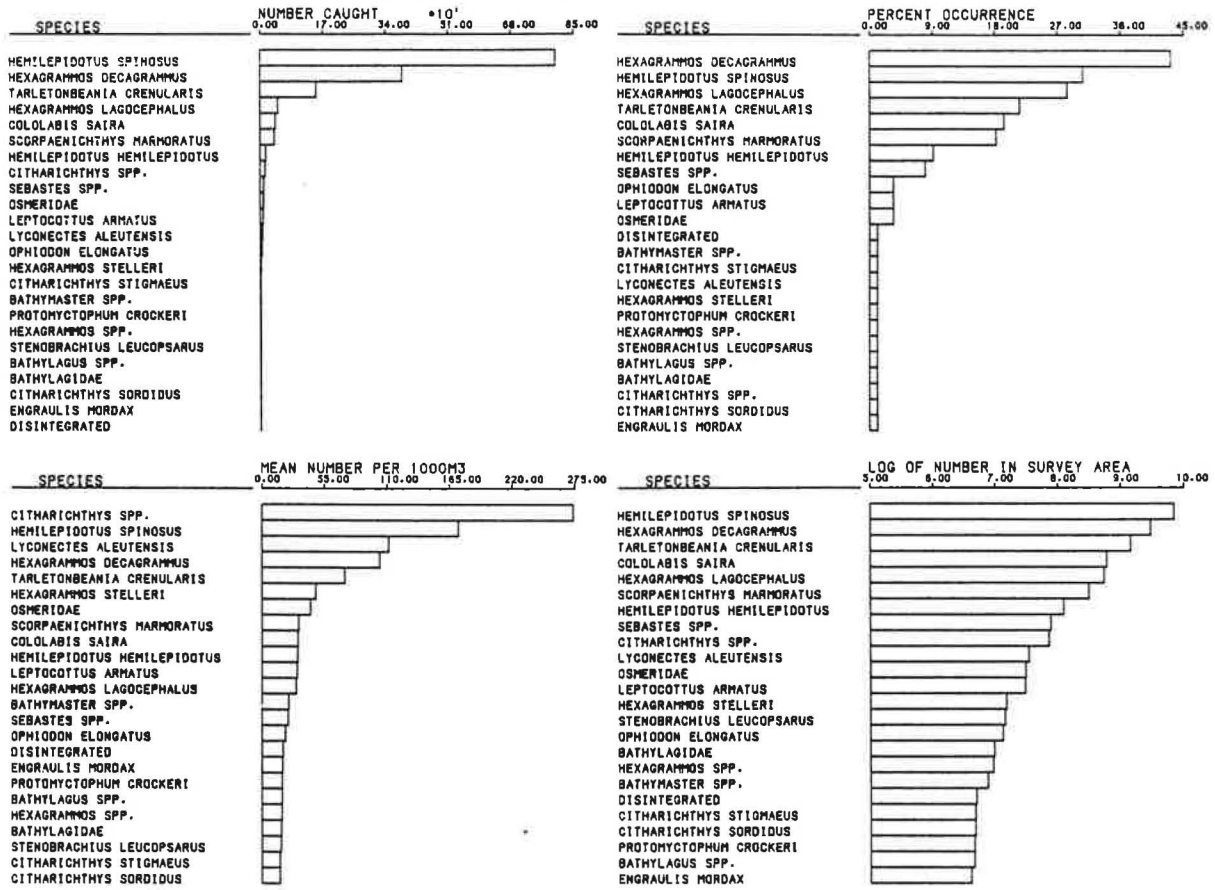 NUMBER CAUGHT *10¹
SPECIES 0.00 17.00 34.00 51.00 68.00 85.00
HEMILEPIDOTUS SPINOSUS
HEXAGRAMMOS DECAGRAMMUS
TARLETONBEANIA CRENULARIS
HEXAGRAMMOS LAGOCEPHALUS
COLOLABIS SAIRA
SCORPAENICHTHYS MARMORATUS
HEMILEPIDOTUS HEMILEPIDOTUS
CITHARICHTHYS SPP.
SEBASTES SPP.
OSMERIDAE
LEPTOCOTTUS ARMATUS
LYCONECTES ALEUTENSIS
OPHIODON ELONGATUS
HEXAGRAMMOS STELLERI
CITHARICHTHYS STIGMAEUS
BATHYMASTER SPP.
PROTOMYCTOPHUM CROCKERI
HEXAGRAMMOS SPP.
STENOBRACHIUS LEUCOPSARUS
BATHYLAGUS SPP.
BATHYLAGIDAE
CITHARICHTHYS SORDIDUS
ENGRAULIS MORDAX
DISINTEGRATED
PERCENT OCCURRENCE
SPECIES 0.00 9.00 18.00 27.00 36.00 45.00
HEXAGRAMMOS DECAGRAMMUS
HEMILEPIDOTUS SPINOSUS
HEXAGRAMMOS LAGOCEPHALUS
TARLETONBEANIA CRENULARIS
COLOLABIS SAIRA
SCORPAENICHTHYS MARMORATUS
HEMILEPIDOTUS HEMILEPIDOTUS
SEBASTES SPP.
OPHIODON ELONGATUS
LEPTOCOTTUS ARMATUS
OSMERIDAE
DISINTEGRATED
BATHYMASTER SPP.
CITHARICHTHYS STIGMAEUS
LYCONECTES ALEUTENSIS
HEXAGRAMMOS STELLERI
PROTOMYCTOPHUM CROCKERI
HEXAGRAMMOS SPP.
STENOBRACHIUS LEUCOPSARUS
BATHYLAGUS SPP.
BATHYLAGIDAE
CITHARICHTHYS SPP.
CITHARICHTHYS SORDIDUS
ENGRAULIS MORDAX
MEAN NUMBER PER 1000M3
SPECIES 0.00 55.00 110.00 165.00 220.00 275.00
CITHARICHTHYS SPP.
HEMILEPIDOTUS SPINOSUS
LYCONECTES ALEUTENSIS
HEXAGRAMMOS DECAGRAMMUS
TARLETONBEANIA CRENULARIS
HEXAGRAMMOS STELLERI
OSMERIDAE
SCORPAENICHTHYS MARMORATUS
COLOLABIS SAIRA
HEMILEPIDOTUS HEMILEPIDOTUS
LEPTOCOTTUS ARMATUS
HEXAGRAMMOS LAGOCEPHALUS
BATHYMASTER SPP.
SEBASTES SPP.
OPHIODON ELONGATUS
DISINTEGRATED
ENGRAULIS MORDAX
PROTOMYCTOPHUM CROCKERI
BATHYLAGUS SPP.
HEXAGRAMMOS SPP.
BATHYLAGIDAE
STENOBRACHIUS LEUCOPSARUS
CITHARICHTHYS STIGMAEUS
CITHARICHTHYS SORDIDUS
LOG OF NUMBER IN SURVEY AREA
SPECIES 5.00 6.00 7.00 8.00 9.00 10.00
HEMILEPIDOTUS SPINOSUS
HEXAGRAMMOS DECAGRAMMUS
TARLETONBEANIA CRENULARIS
COLOLABIS SAIRA
HEXAGRAMMOS LAGOCEPHALUS
SCORPAENICHTHYS MARMORATUS
HEMILEPIDOTUS HEMILEPIDOTUS
SEBASTES SPP.
CITHARICHTHYS SPP.
LYCONECTES ALEUTENSIS
OSMERIDAE
LEPTOCOTTUS ARMATUS
HEXAGRAMMOS STELLERI
STENOBRACHIUS LEUCOPSARUS
OPHIODON ELONGATUS
BATHYLAGIDAE
HEXAGRAMMOS SPP.
BATHYMASTER SPP.
DISINTEGRATED
CITHARICHTHYS STIGMAEUS
CITHARICHTHYS SORDIDUS
PROTOMYCTOPHUM CROCKERI
BATHYLAGUS SPP.
ENGRAULIS MORDAX